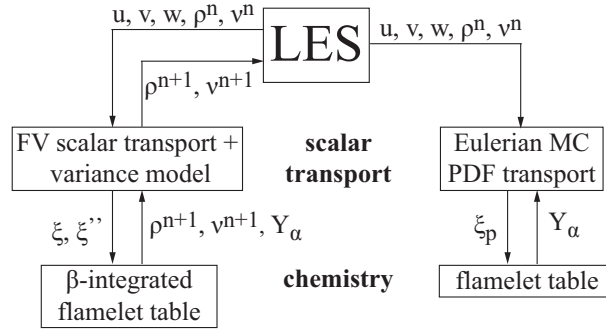 u, v, w, ρⁿ, νⁿ
LES
u, v, w, ρⁿ, νⁿ
ρⁿ⁺¹, νⁿ⁺¹
FV scalar transport +
variance model
scalar
transport
Eulerian MC
PDF transport
ξ, ξ’’
ρⁿ⁺¹, νⁿ⁺¹, Yα
ξp
Yα
β-integrated
flamelet table
chemistry
flamelet table